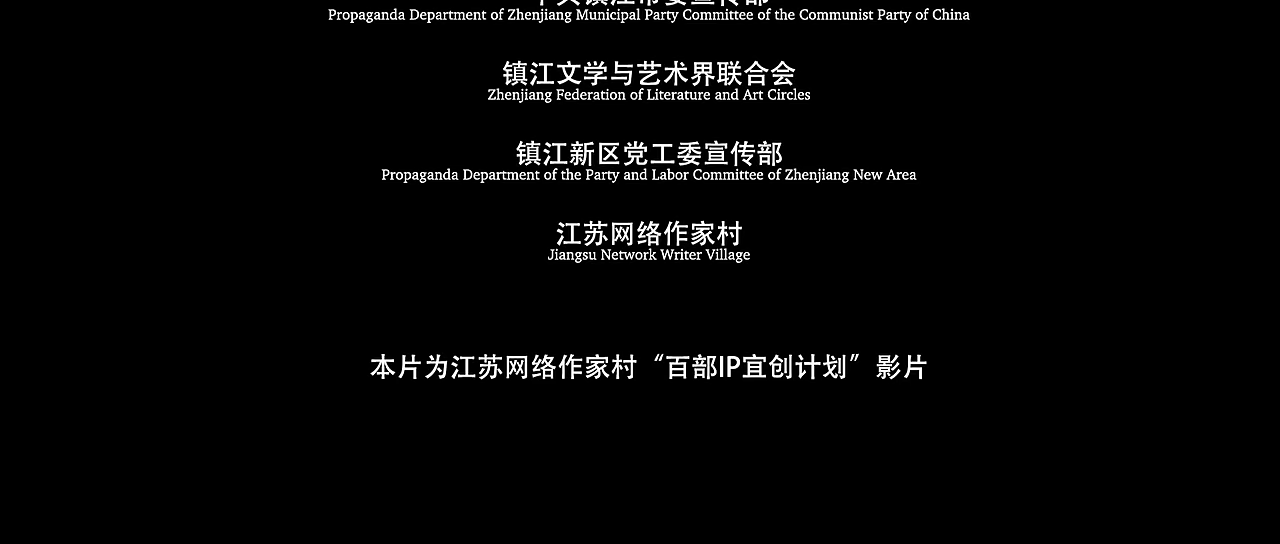 Propaganda Department of Zhenjiang Municipal Party Committee of the Communist Party of China
镇江文学与艺术界联合会
Zhenjiang Federation of Literature and Art Circles
镇江新区党工委宣传部
Propaganda Department of the Party and Labor Committee of Zhenjiang New Area
江苏网络作家村
Jiangsu Network Writer Village
本片为江苏网络作家村“百部IP宜创计划”影片